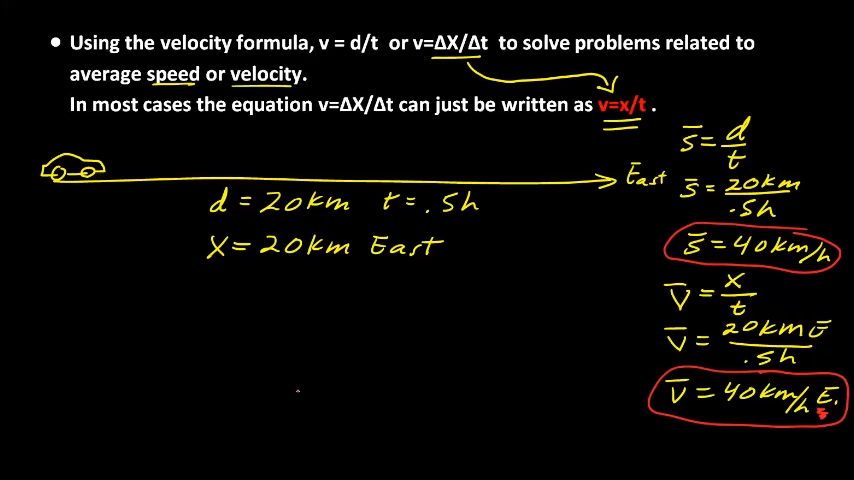 • Using the velocity formula, v = d/t or v=ΔX/Δt to solve problems related to
average speed or velocity.
In most cases the equation v=ΔX/Δt can just be written as v=x/t .
East
d = 20km t = .5h
X = 20km East
s̅ = d/t
s̅ = 20km/.5h
s̅ = 40km/h
V̅ = x/t
V̅ = 20km E/.5h
V̅ = 40km/h E.